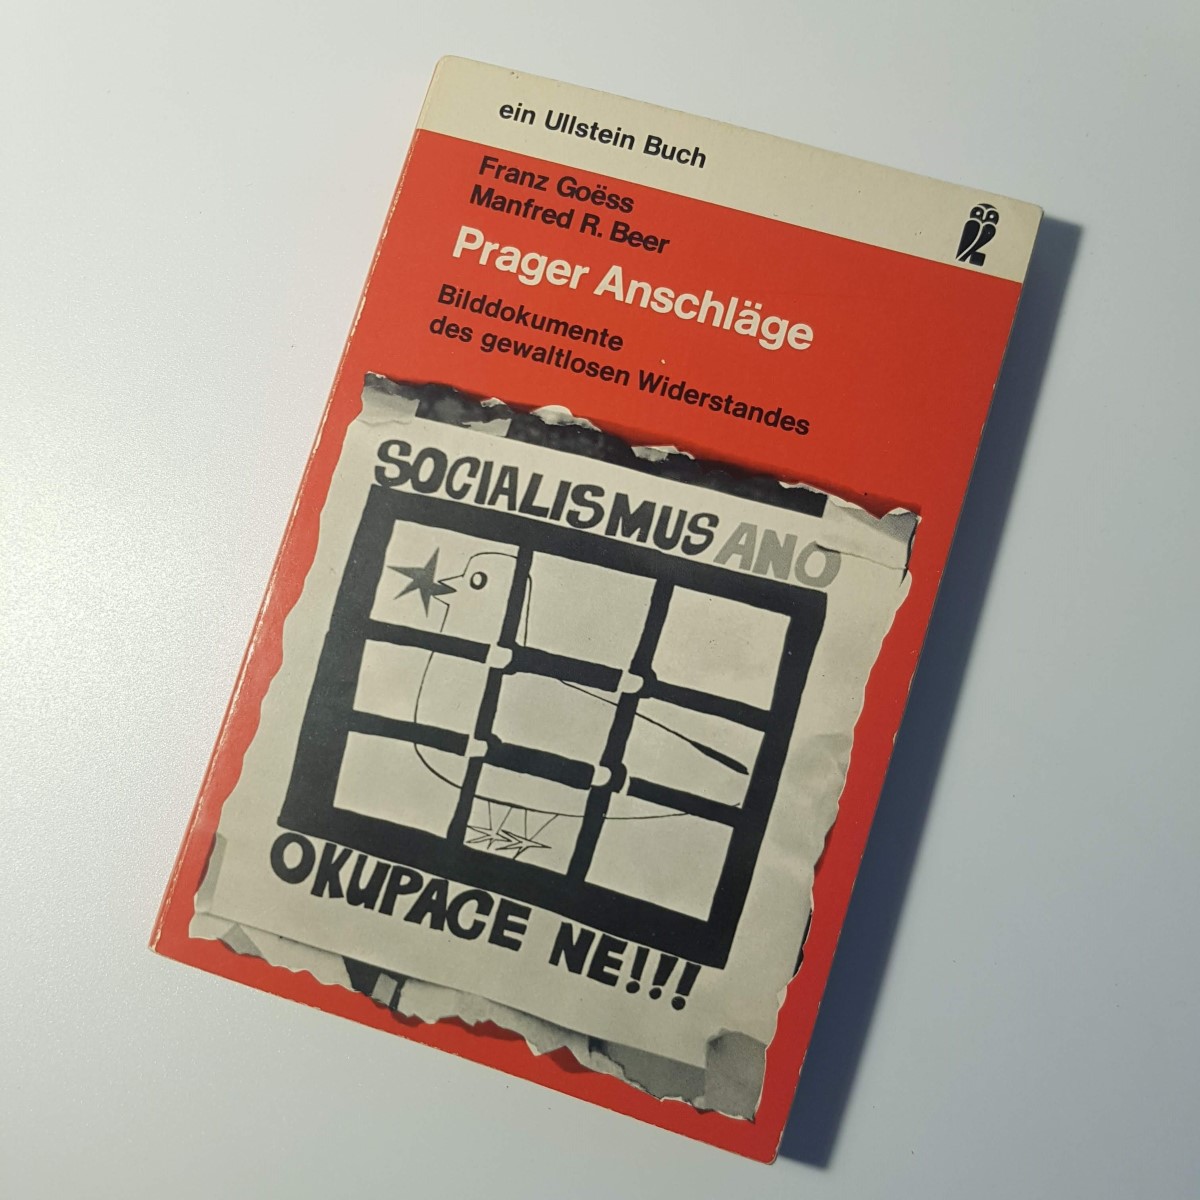 ein Ullstein Buch
Franz Goëss
Manfred R. Beer
Prager Anschläge
Bilddokumente
des gewaltlosen Widerstandes
SOCIALISMUS ANO
OKUPACE NE!!!